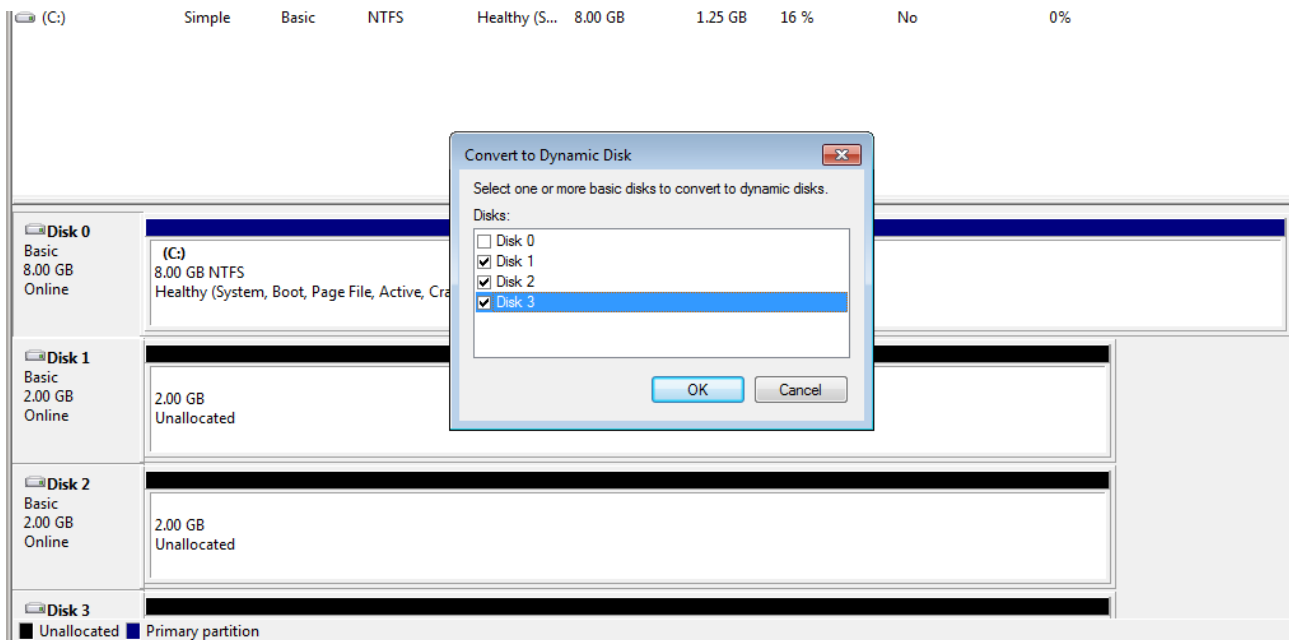 (C:) Simple Basic NTFS Healthy (S... 8.00 GB 1.25 GB 16 % No 0%
Convert to Dynamic Disk
Select one or more basic disks to convert to dynamic disks.
Disks:
Disk 0
Disk 1
Disk 2
Disk 3
OK Cancel
Disk 0
Basic
8.00 GB
Online
(C:)
8.00 GB NTFS
Healthy (System, Boot, Page File, Active, Cra
Disk 1
Basic
2.00 GB
Online
2.00 GB
Unallocated
Disk 2
Basic
2.00 GB
Online
2.00 GB
Unallocated
Disk 3
Unallocated Primary partition